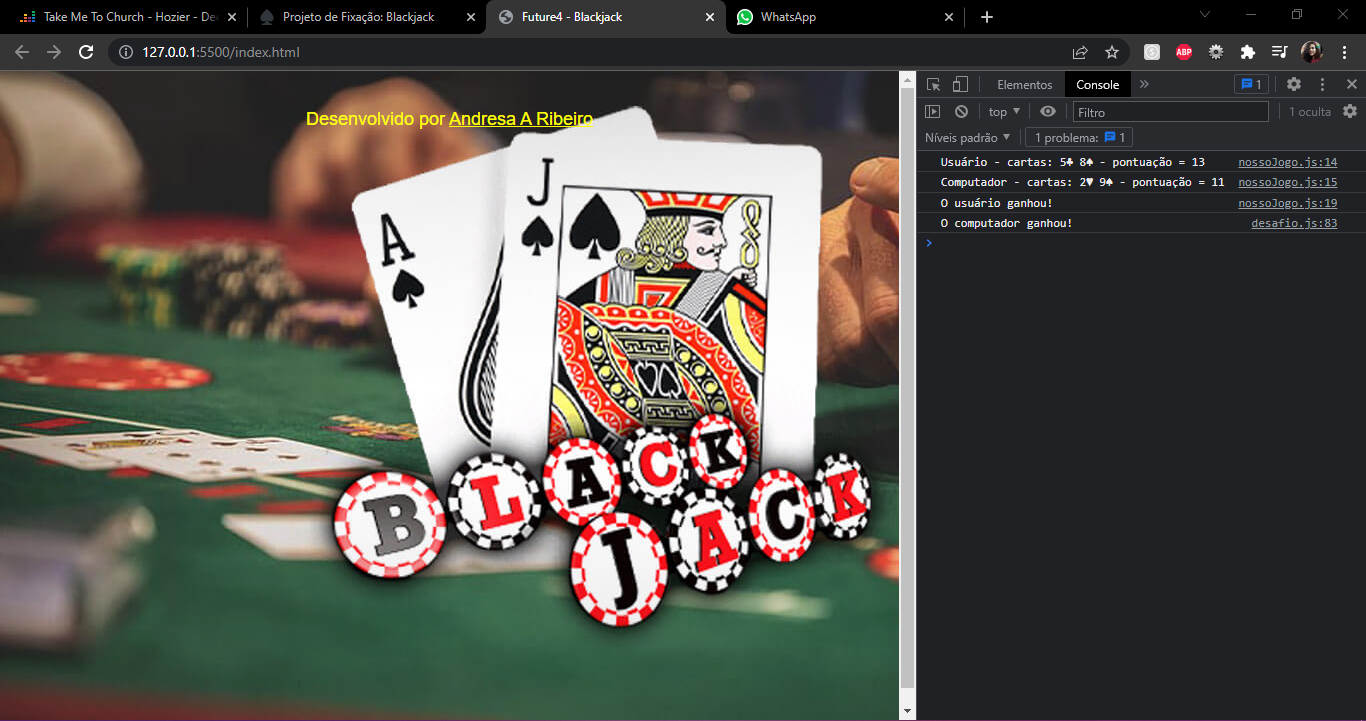 Take Me To Church - Hozier - De
Projeto de Fixação: Blackjack
Future4 - Blackjack
WhatsApp
127.0.0.1:5500/index.html
ABP
Desenvolvido por Andresa A Ribeiro
A
J
BLACK
JACK
Elementos
Console
1
top
Filtro
1 oculta
Níveis padrão
1 problema: 1
Usuário - cartas: 5♣ 8♠ - pontuação = 13 nossoJogo.js:14
Computador - cartas: 2♥ 9♠ - pontuação = 11 nossoJogo.js:15
O usuário ganhou! nossoJogo.js:19
O computador ganhou! desafio.js:83